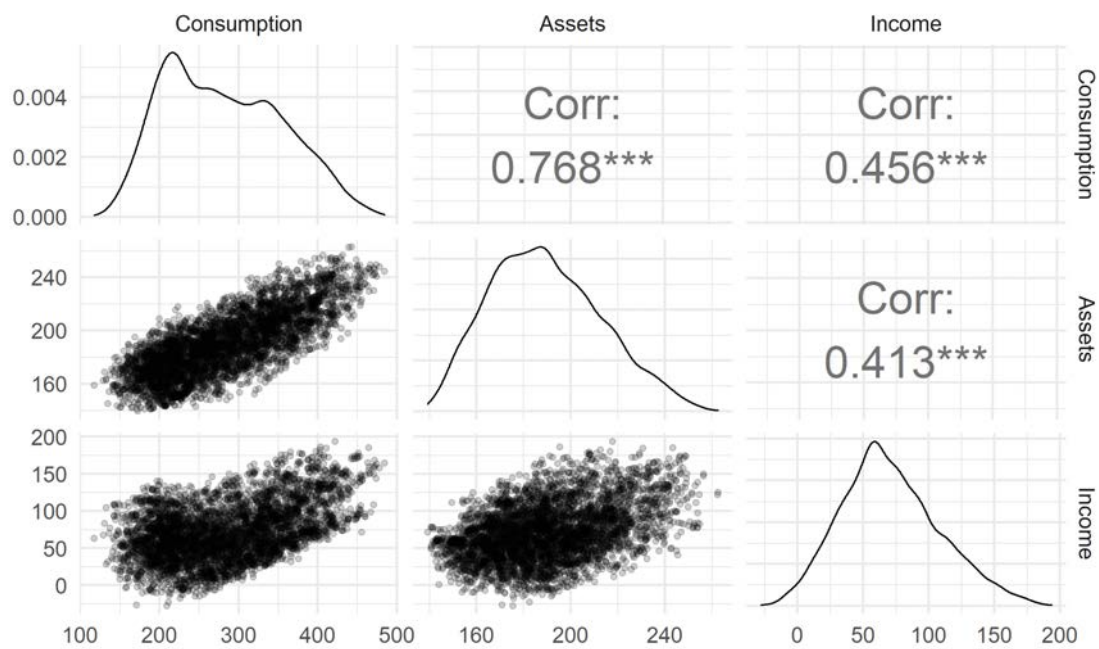 Consumption Assets Income
0.004
0.002
0.000
Corr:
0.768***
Corr:
0.456***
Consumption
240
200
160
Corr:
0.413***
Assets
200
150
100
50
0
Income
100 200 300 400 500 160 200 240 0 50 100 150 200